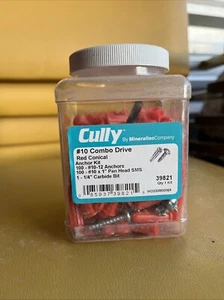 Cully
By MinerallacCompany
#10 Combo Drive
Red Conical
Anchor Kit
100 - #10-12 Anchors
100 - #10 x 1" Pan Head SMS
1 - 1/4" Carbide Bit
39821
Qty 1 Kit